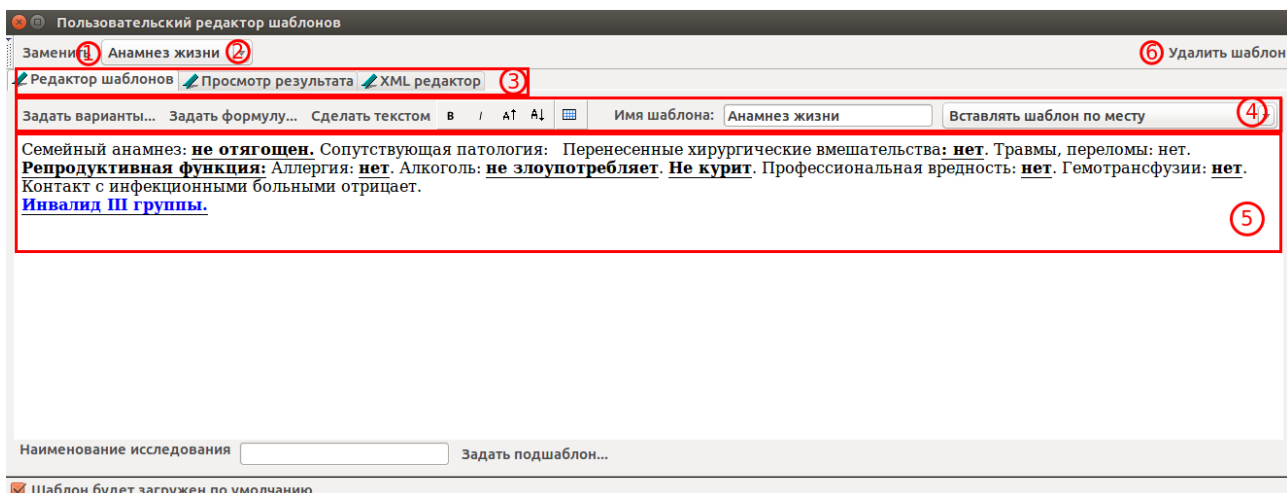 Пользовательский редактор шаблонов
Заменить 1 Анамнез жизни 2 6 Удалить шаблон
Редактор шаблонов Просмотр результата XML редактор 3
Задать варианты... Задать формулу... Сделать текстом B I A↑ A↓ Имя шаблона: Анамнез жизни Вставлять шаблон по месту 4
Семейный анамнез: не отягощен. Сопутствующая патология: Перенесенные хирургические вмешательства: нет. Травмы, переломы: нет.
Репродуктивная функция: Аллергия: нет. Алкоголь: не злоупотребляет. Не курит. Профессиональная вредность: нет. Гемотрансфузии: нет.
Контакт с инфекционными больными отрицает.
Инвалид III группы.
5
Наименование исследования Задать подшаблон...
Шаблон будет загружен по умолчанию